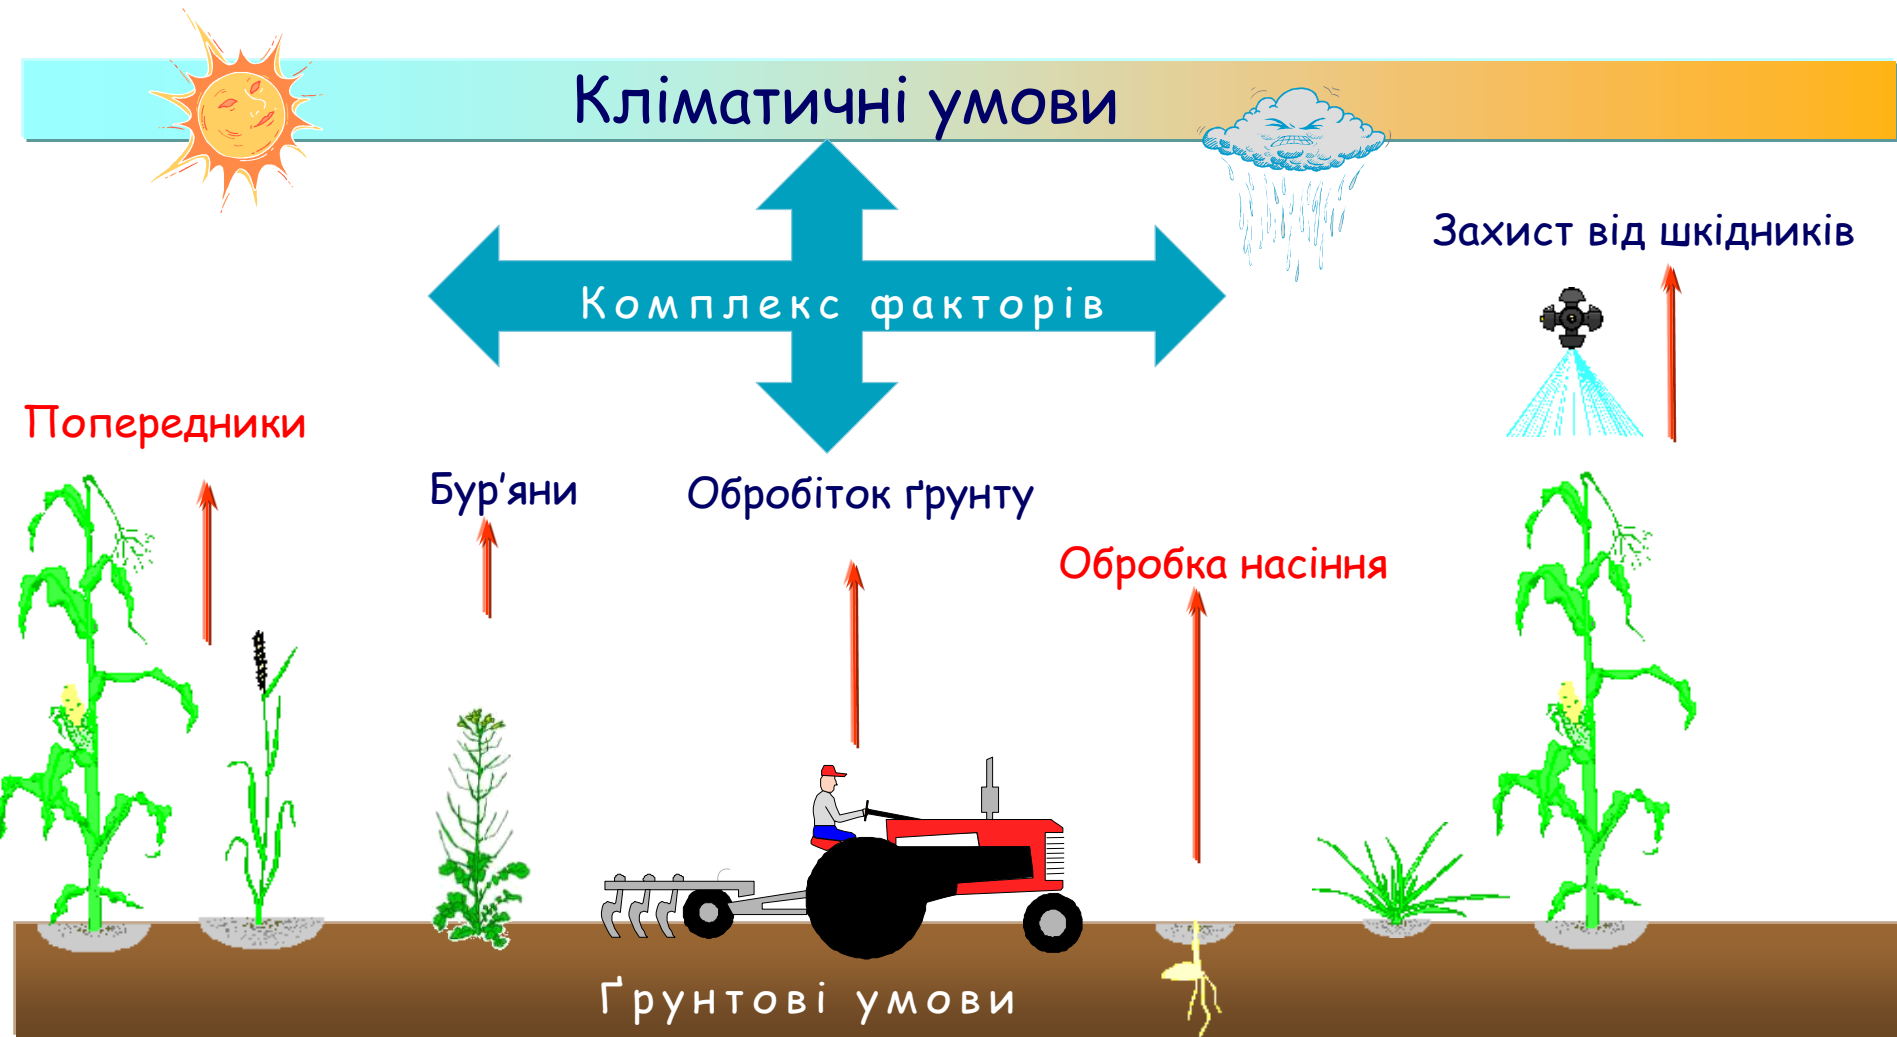 Кліматичні умови
Захист від шкідників
Комплекс факторів
Попередники
Бур’яни
Обробіток ґрунту
Обробка насіння
Ґрунтові умови